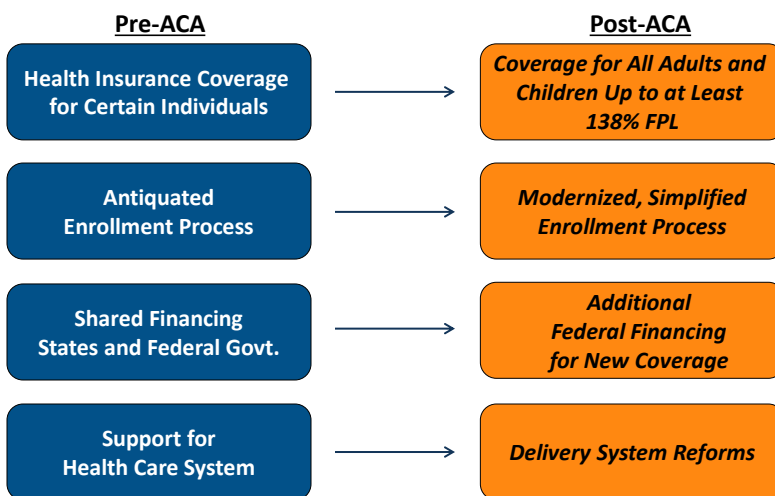 Pre-ACA
Post-ACA
Health Insurance Coverage
for Certain Individuals
Coverage for All Adults and
Children Up to at Least
138% FPL
Antiquated
Enrollment Process
Modernized, Simplified
Enrollment Process
Shared Financing
States and Federal Govt.
Additional
Federal Financing
for New Coverage
Support for
Health Care System
Delivery System Reforms